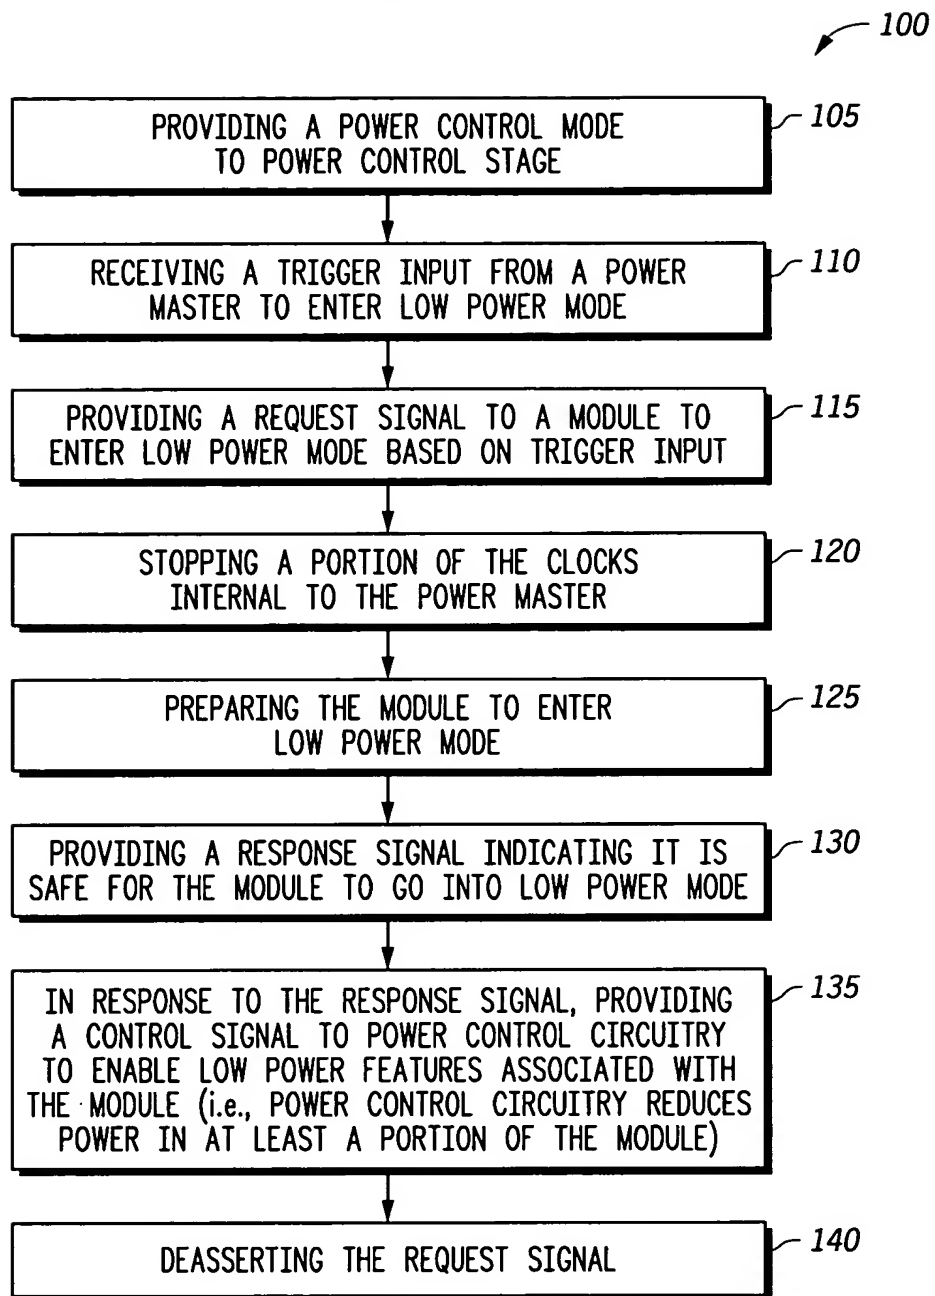 100
PROVIDING A POWER CONTROL MODE
TO POWER CONTROL STAGE
105
RECEIVING A TRIGGER INPUT FROM A POWER
MASTER TO ENTER LOW POWER MODE
110
PROVIDING A REQUEST SIGNAL TO A MODULE TO
ENTER LOW POWER MODE BASED ON TRIGGER INPUT
115
STOPPING A PORTION OF THE CLOCKS
INTERNAL TO THE POWER MASTER
120
PREPARING THE MODULE TO ENTER
LOW POWER MODE
125
PROVIDING A RESPONSE SIGNAL INDICATING IT IS
SAFE FOR THE MODULE TO GO INTO LOW POWER MODE
130
IN RESPONSE TO THE RESPONSE SIGNAL, PROVIDING
A CONTROL SIGNAL TO POWER CONTROL CIRCUITRY
TO ENABLE LOW POWER FEATURES ASSOCIATED WITH
THE MODULE (i.e., POWER CONTROL CIRCUITRY REDUCES
POWER IN AT LEAST A PORTION OF THE MODULE)
135
DEASSERTING THE REQUEST SIGNAL
140